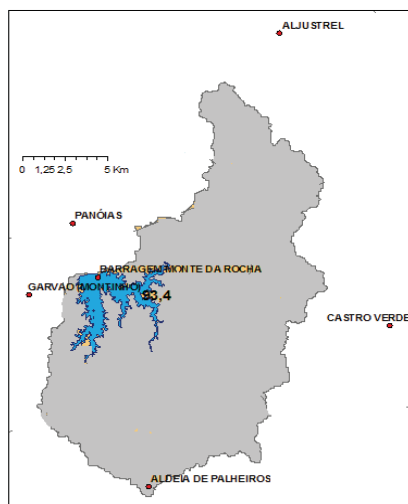 ALJUSTREL
0 1,25 2,5 5 Km
PANÓIAS
BARRAGEM MONTE DA ROCHA
GARVAO (MONTINHO)
93,4
CASTRO VERDE
ALDEIA DE PALHEIROS